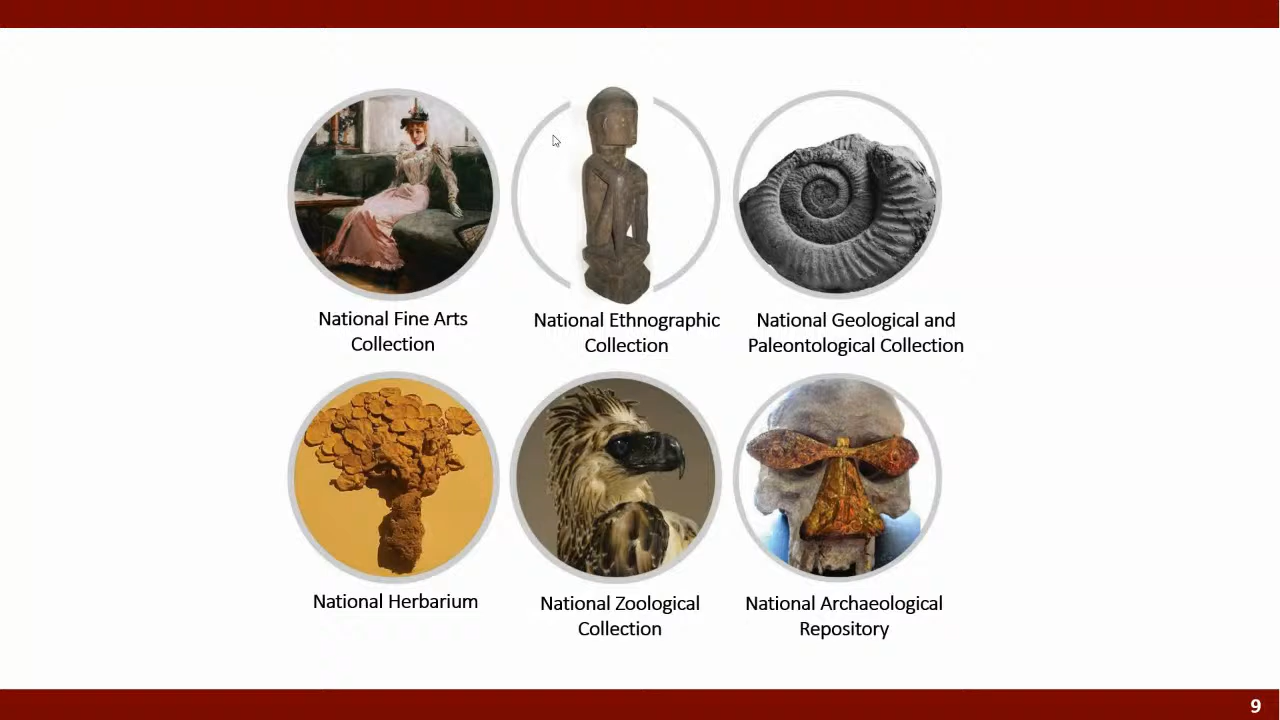 National Fine Arts
Collection
National Ethnographic
Collection
National Geological and
Paleontological Collection
National Herbarium
National Zoological
Collection
National Archaeological
Repository
9